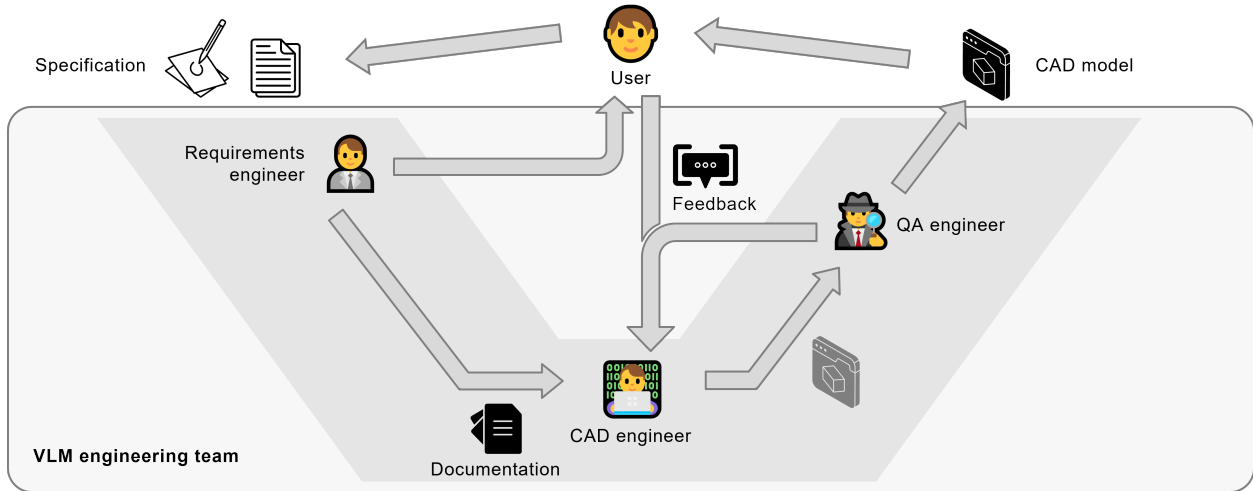 User
Specification
CAD model
Requirements
engineer
Feedback
QA engineer
CAD engineer
Documentation
VLM engineering team